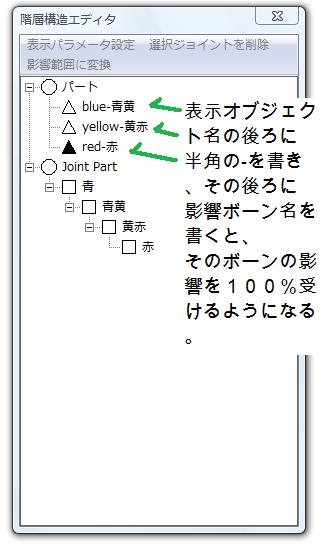 階層構造エディタ
表示パラメータ設定 選択ジョイントを削除
影響範囲に変換
パート
blue-青黄
yellow-黄赤
red-赤
Joint Part
青
青黄
黄赤
赤
表示オブジェク
ト名の後ろに
半角の-を書き
、その後ろに
影響ボーン名を
書くと、
そのボーンの影
響を１００％受
けるようになる
。